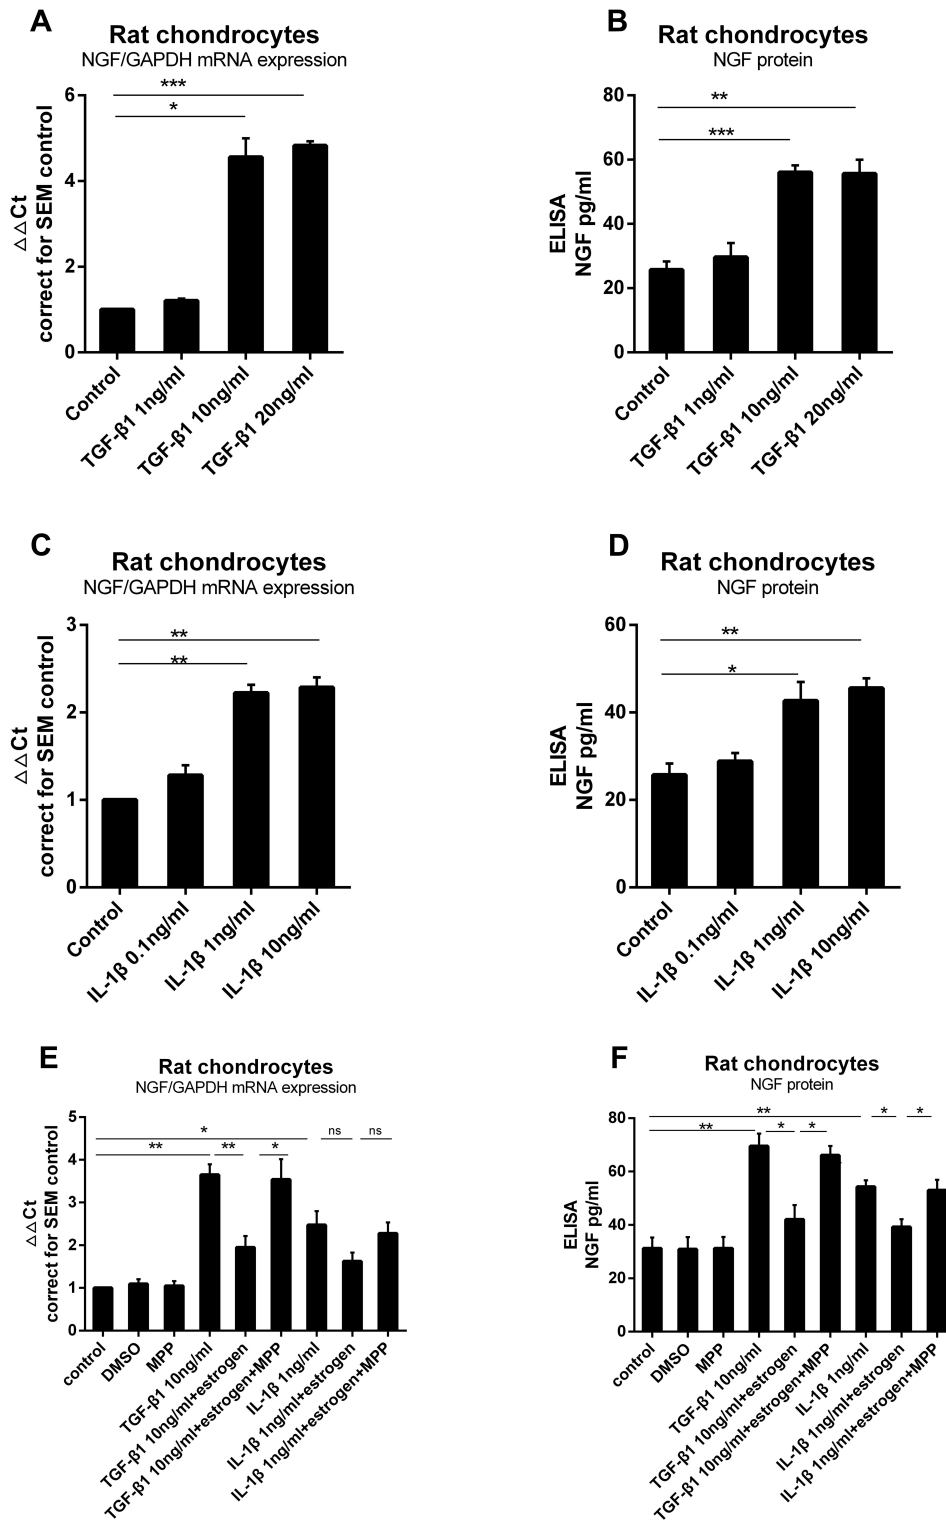 A
Rat chondrocytes
NGF/GAPDH mRNA expression
△△Ct
correct for SEM control
6
4
2
0
***
*
Control
TGF-β1 1ng/ml
TGF-β1 10ng/ml
TGF-β1 20ng/ml
B
Rat chondrocytes
NGF protein
ELISA
NGF pg/ml
80
60
40
20
0
**
***
Control
TGF-β1 1ng/ml
TGF-β1 10ng/ml
TGF-β1 20ng/ml
C
Rat chondrocytes
NGF/GAPDH mRNA expression
△△Ct
correct for SEM control
3
2
1
0
**
**
Control
IL-1β 0.1ng/ml
IL-1β 1ng/ml
IL-1β 10ng/ml
D
Rat chondrocytes
NGF protein
ELISA
NGF pg/ml
60
40
20
0
**
*
Control
IL-1β 0.1ng/ml
IL-1β 1ng/ml
IL-1β 10ng/ml
E
Rat chondrocytes
NGF/GAPDH mRNA expression
△△Ct
correct for SEM control
5
4
3
2
1
0
* ns ns
** ** *
control
DMSO
MPP
TGF-β1 10ng/ml
TGF-β1 10ng/ml+estrogen
TGF-β1 10ng/ml+estrogen+MPP
IL-1β 1ng/ml
IL-1β 1ng/ml+estrogen
IL-1β 1ng/ml+estrogen+MPP
F
Rat chondrocytes
NGF protein
ELISA
NGF pg/ml
80
60
40
20
0
** * *
** * *
control
DMSO
MPP
TGF-β1 10ng/ml
TGF-β1 10ng/ml+estrogen
TGF-β1 10ng/ml+estrogen+MPP
IL-1β 1ng/ml
IL-1β 1ng/ml+estrogen
IL-1β 1ng/ml+estrogen+MPP